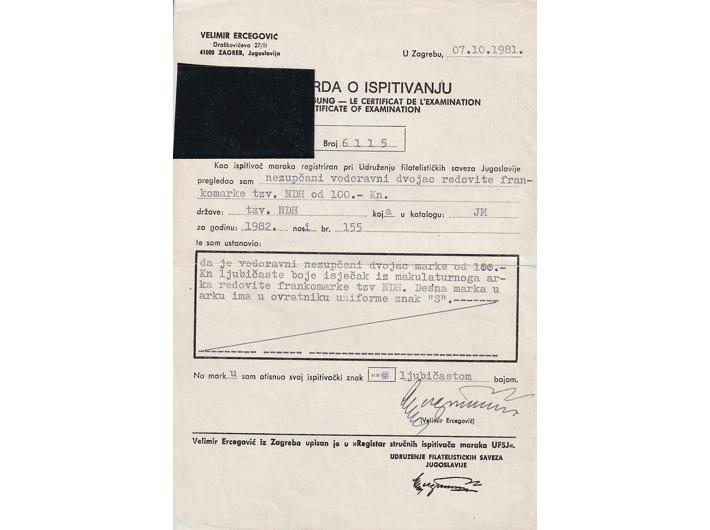 VELIMIR ERCEGOVIĆ
Draškovićeva 27/II
41000 ZAGREB, Jugoslavija
U Zagrebu, 07.10.1981.
RDA O ISPITIVANJU
SUNG — LE CERTIFICAT DE L'EXAMINATION
TIFICATE OF EXAMINATION
Broj 6115
Kao ispitivač maraka registriran pri Udruženju filatelističkih saveza Jugoslavije
pregledao sam nezupčani vodoravni dvojac redovite fran-
komarke tzv. NDH od 100.- Kn.
države: tzv. NDH koja u katalogu: JM
za godinu: 1982. nosi br. 155
te sam ustanovio:
da je vodoravni nezupčani dvojac marke od 100.-
Kn ljubičaste boje isječak iz makulaturnoga ar-
ka redovite frankomarke tzv NDH. Desna marka u
arku ima u ovratniku uniforme znak "S".-------
Na marku sam otisnuo svoj ispitivački znak ljubičastom bojom.
(Velimir Ercegović)
Velimir Ercegović iz Zagreba upisan je u »Registar stručnih ispitivača maraka UFSJ«.
UDRUŽENJE FILATELISTIČKIH SAVEZA
JUGOSLAVIJE